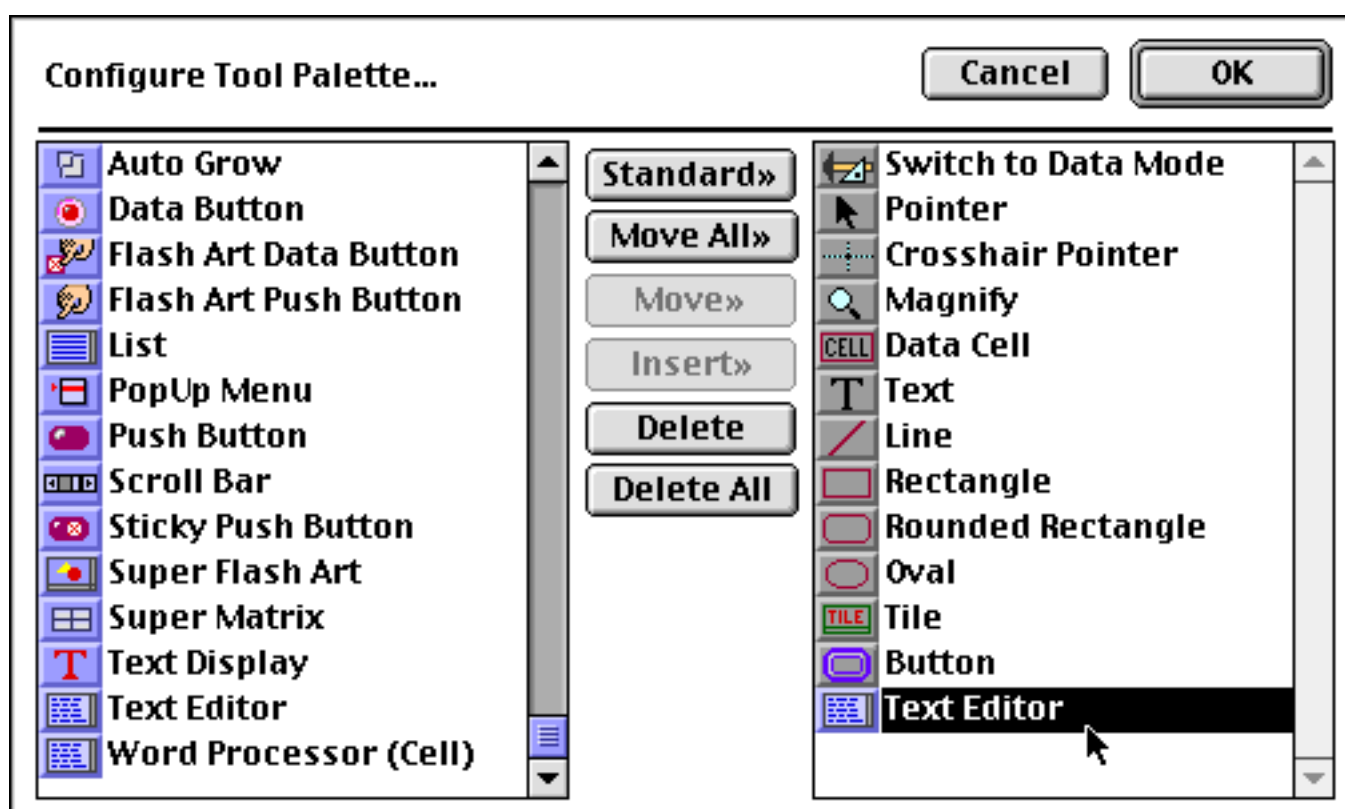 Configure Tool Palette...
Cancel
OK
Auto Grow
Data Button
Flash Art Data Button
Flash Art Push Button
List
PopUp Menu
Push Button
Scroll Bar
Sticky Push Button
Super Flash Art
Super Matrix
T Text Display
Text Editor
Word Processor (Cell)
Standard»
Move All»
Move»
Insert»
Delete
Delete All
Switch to Data Mode
Pointer
Crosshair Pointer
Magnify
CELL Data Cell
T Text
Line
Rectangle
Rounded Rectangle
Oval
TILE Tile
Button
Text Editor